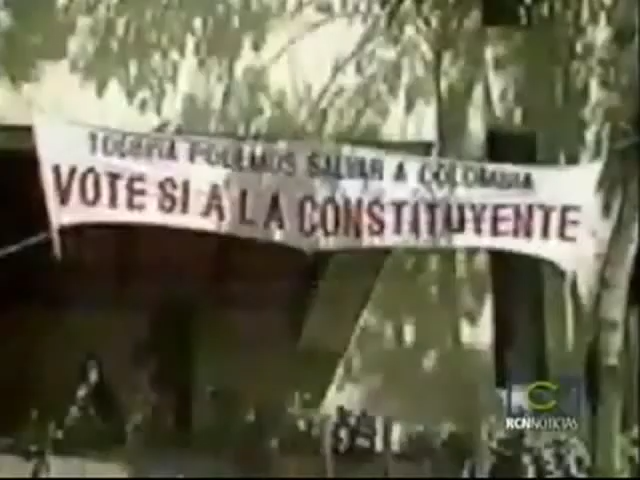 TODAVIA PODEMOS SALVAR A COLOMBIA
VOTE SI A LA CONSTITUYENTE
RCN NOTICIAS